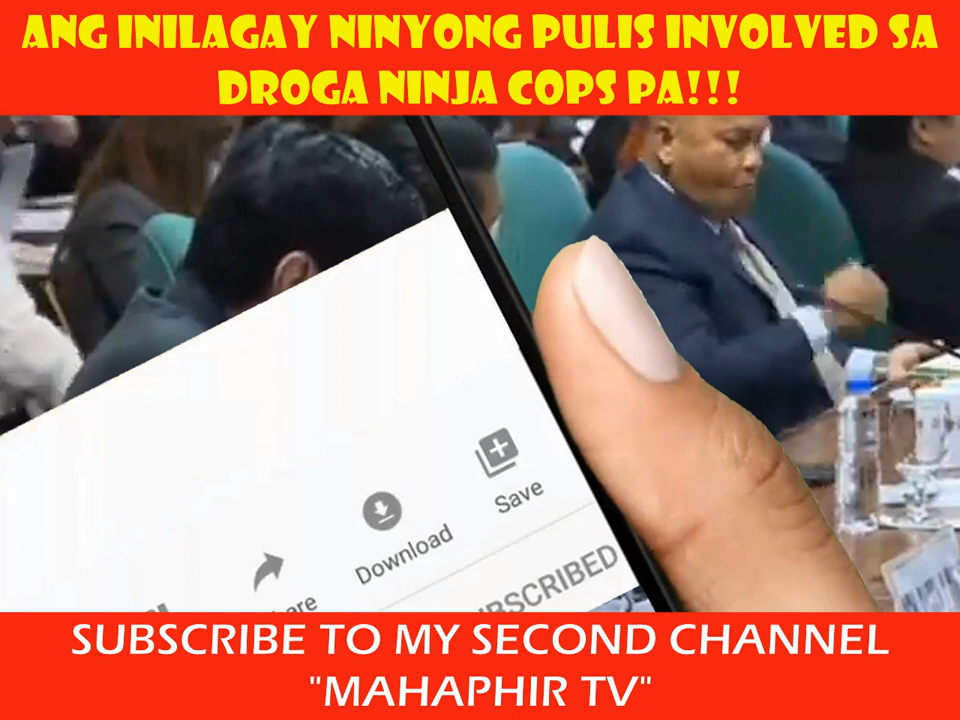 ANG INILAGAY NINYONG PULIS INVOLVED SA
DROGA NINJA COPS PA!!!
Save
Download
SUBSCRIBE TO MY SECOND CHANNEL
"MAHAPHIR TV"